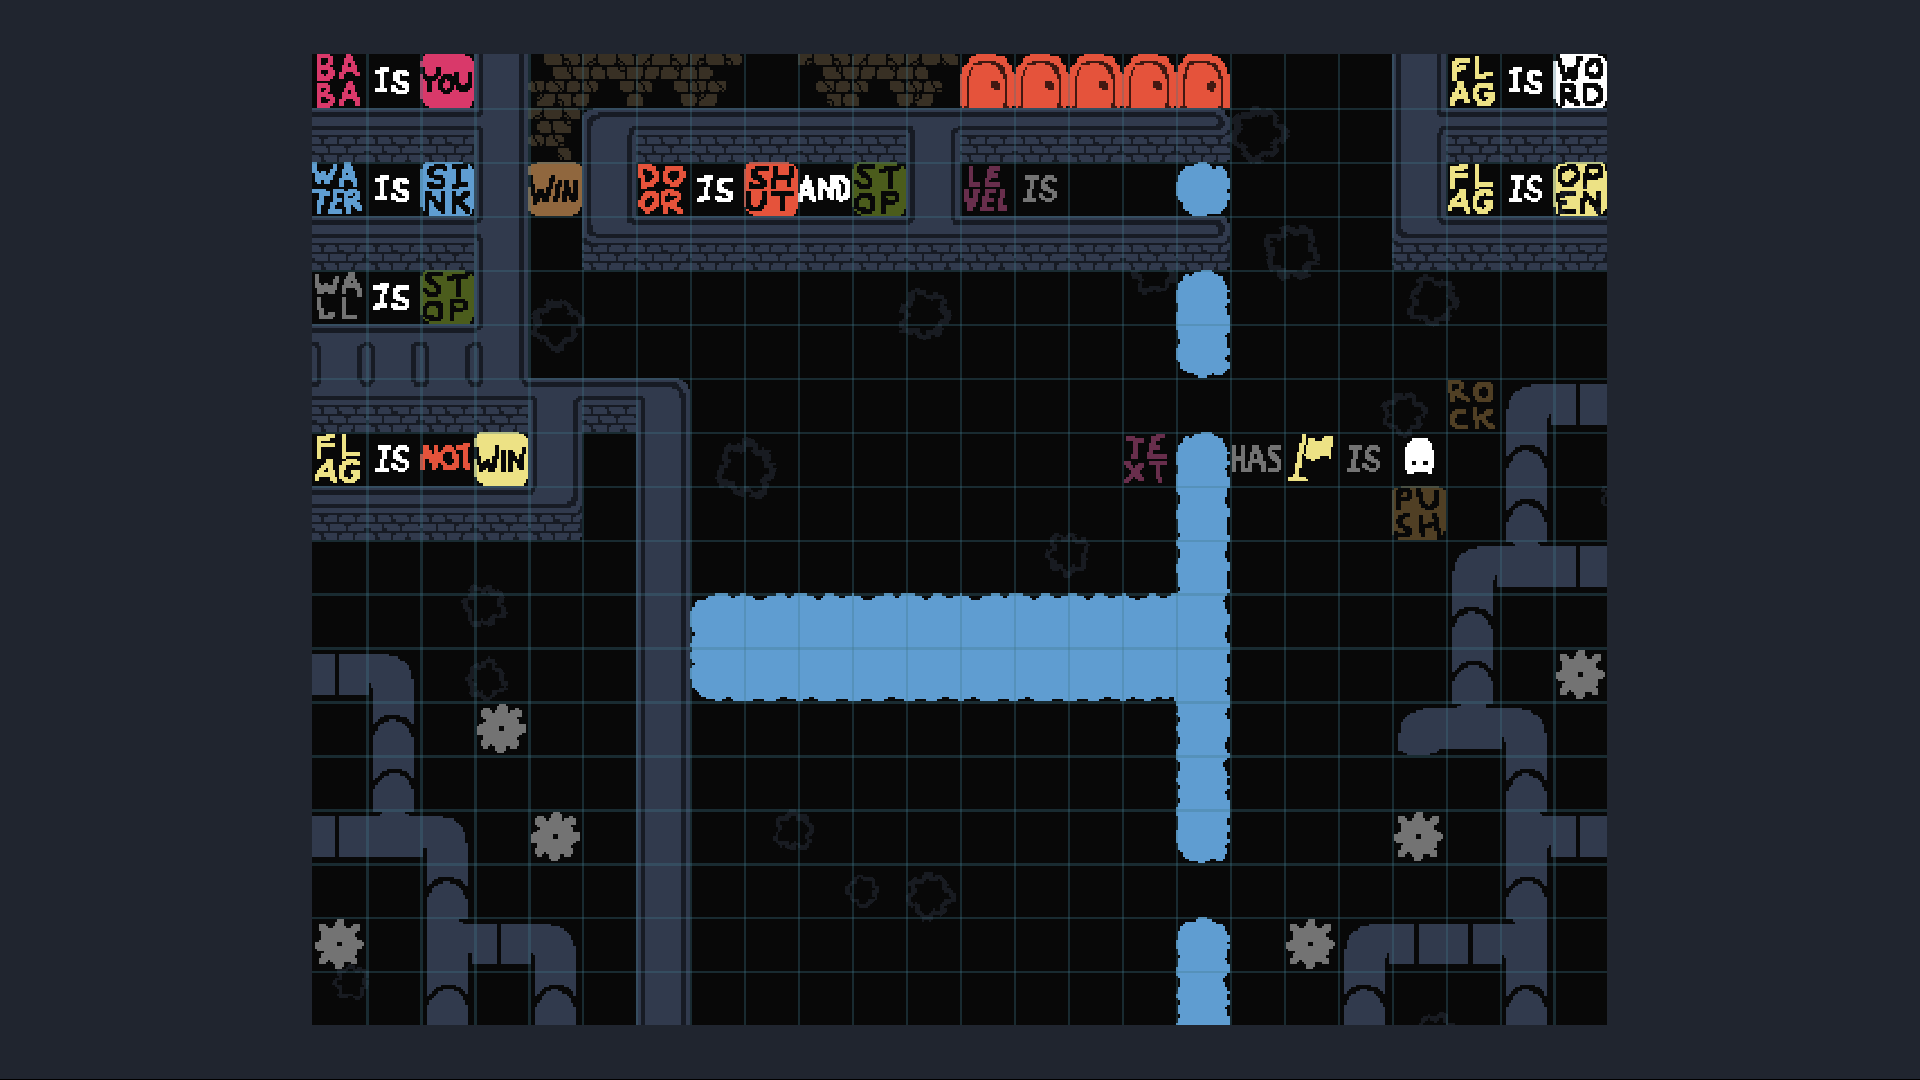 BABA IS YOU FLAG IS WORD
WATER IS SINK WIN DOOR IS SHUT AND STOP LEVEL IS FLAG IS OPEN
WALL IS STOP
ROCK
FLAG IS NOT WIN TEXT HAS IS
PUSH